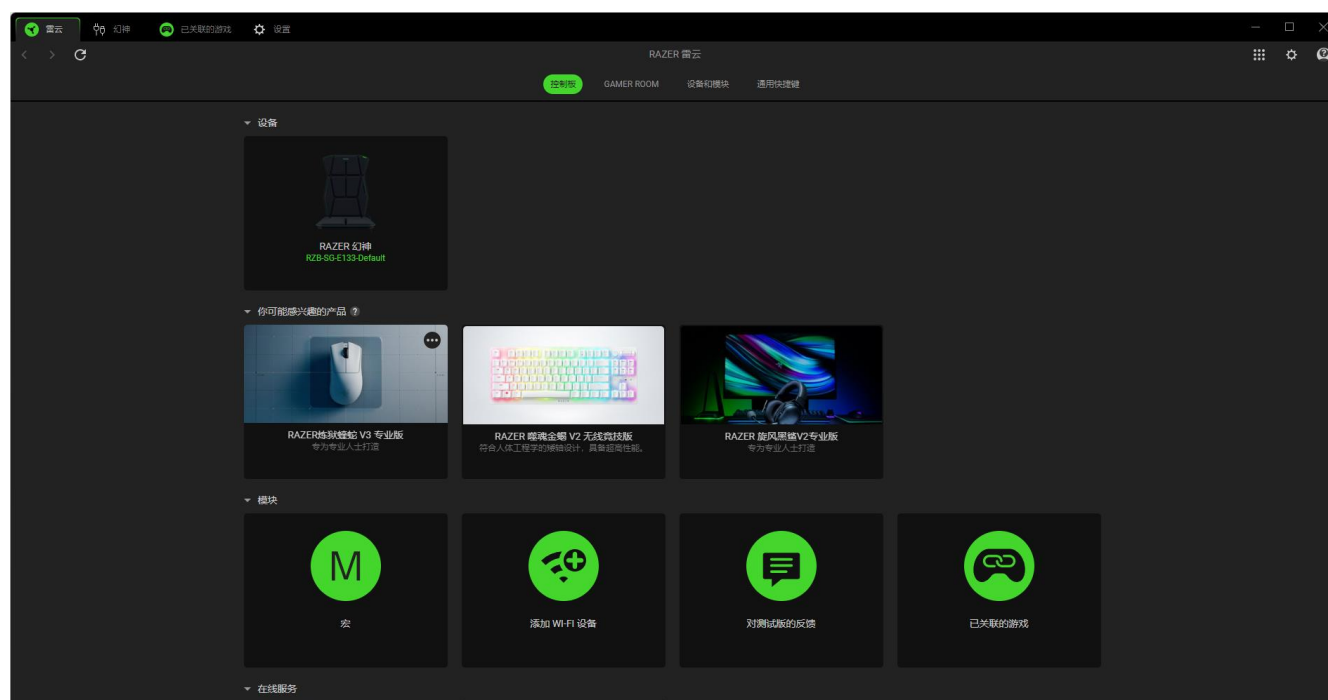 雷云
幻神
已关联的游戏
设置
RAZER 雷云
控制板
GAMER ROOM
设备和模块
通用快捷键
设备
RAZER 幻神
RZB-SG-E133-Default
你可能感兴趣的产品 ?
RAZER炼狱蝰蛇 V3 专业版
专为专业人士打造
RAZER 噬魂金蝎 V2 无线竞技版
符合人体工程学的矮轴设计，具备超高性能。
RAZER 旋风黑鲨V2专业版
专为专业人士打造
模块
M
宏
添加 WI-FI 设备
对测试版的反馈
已关联的游戏
在线服务